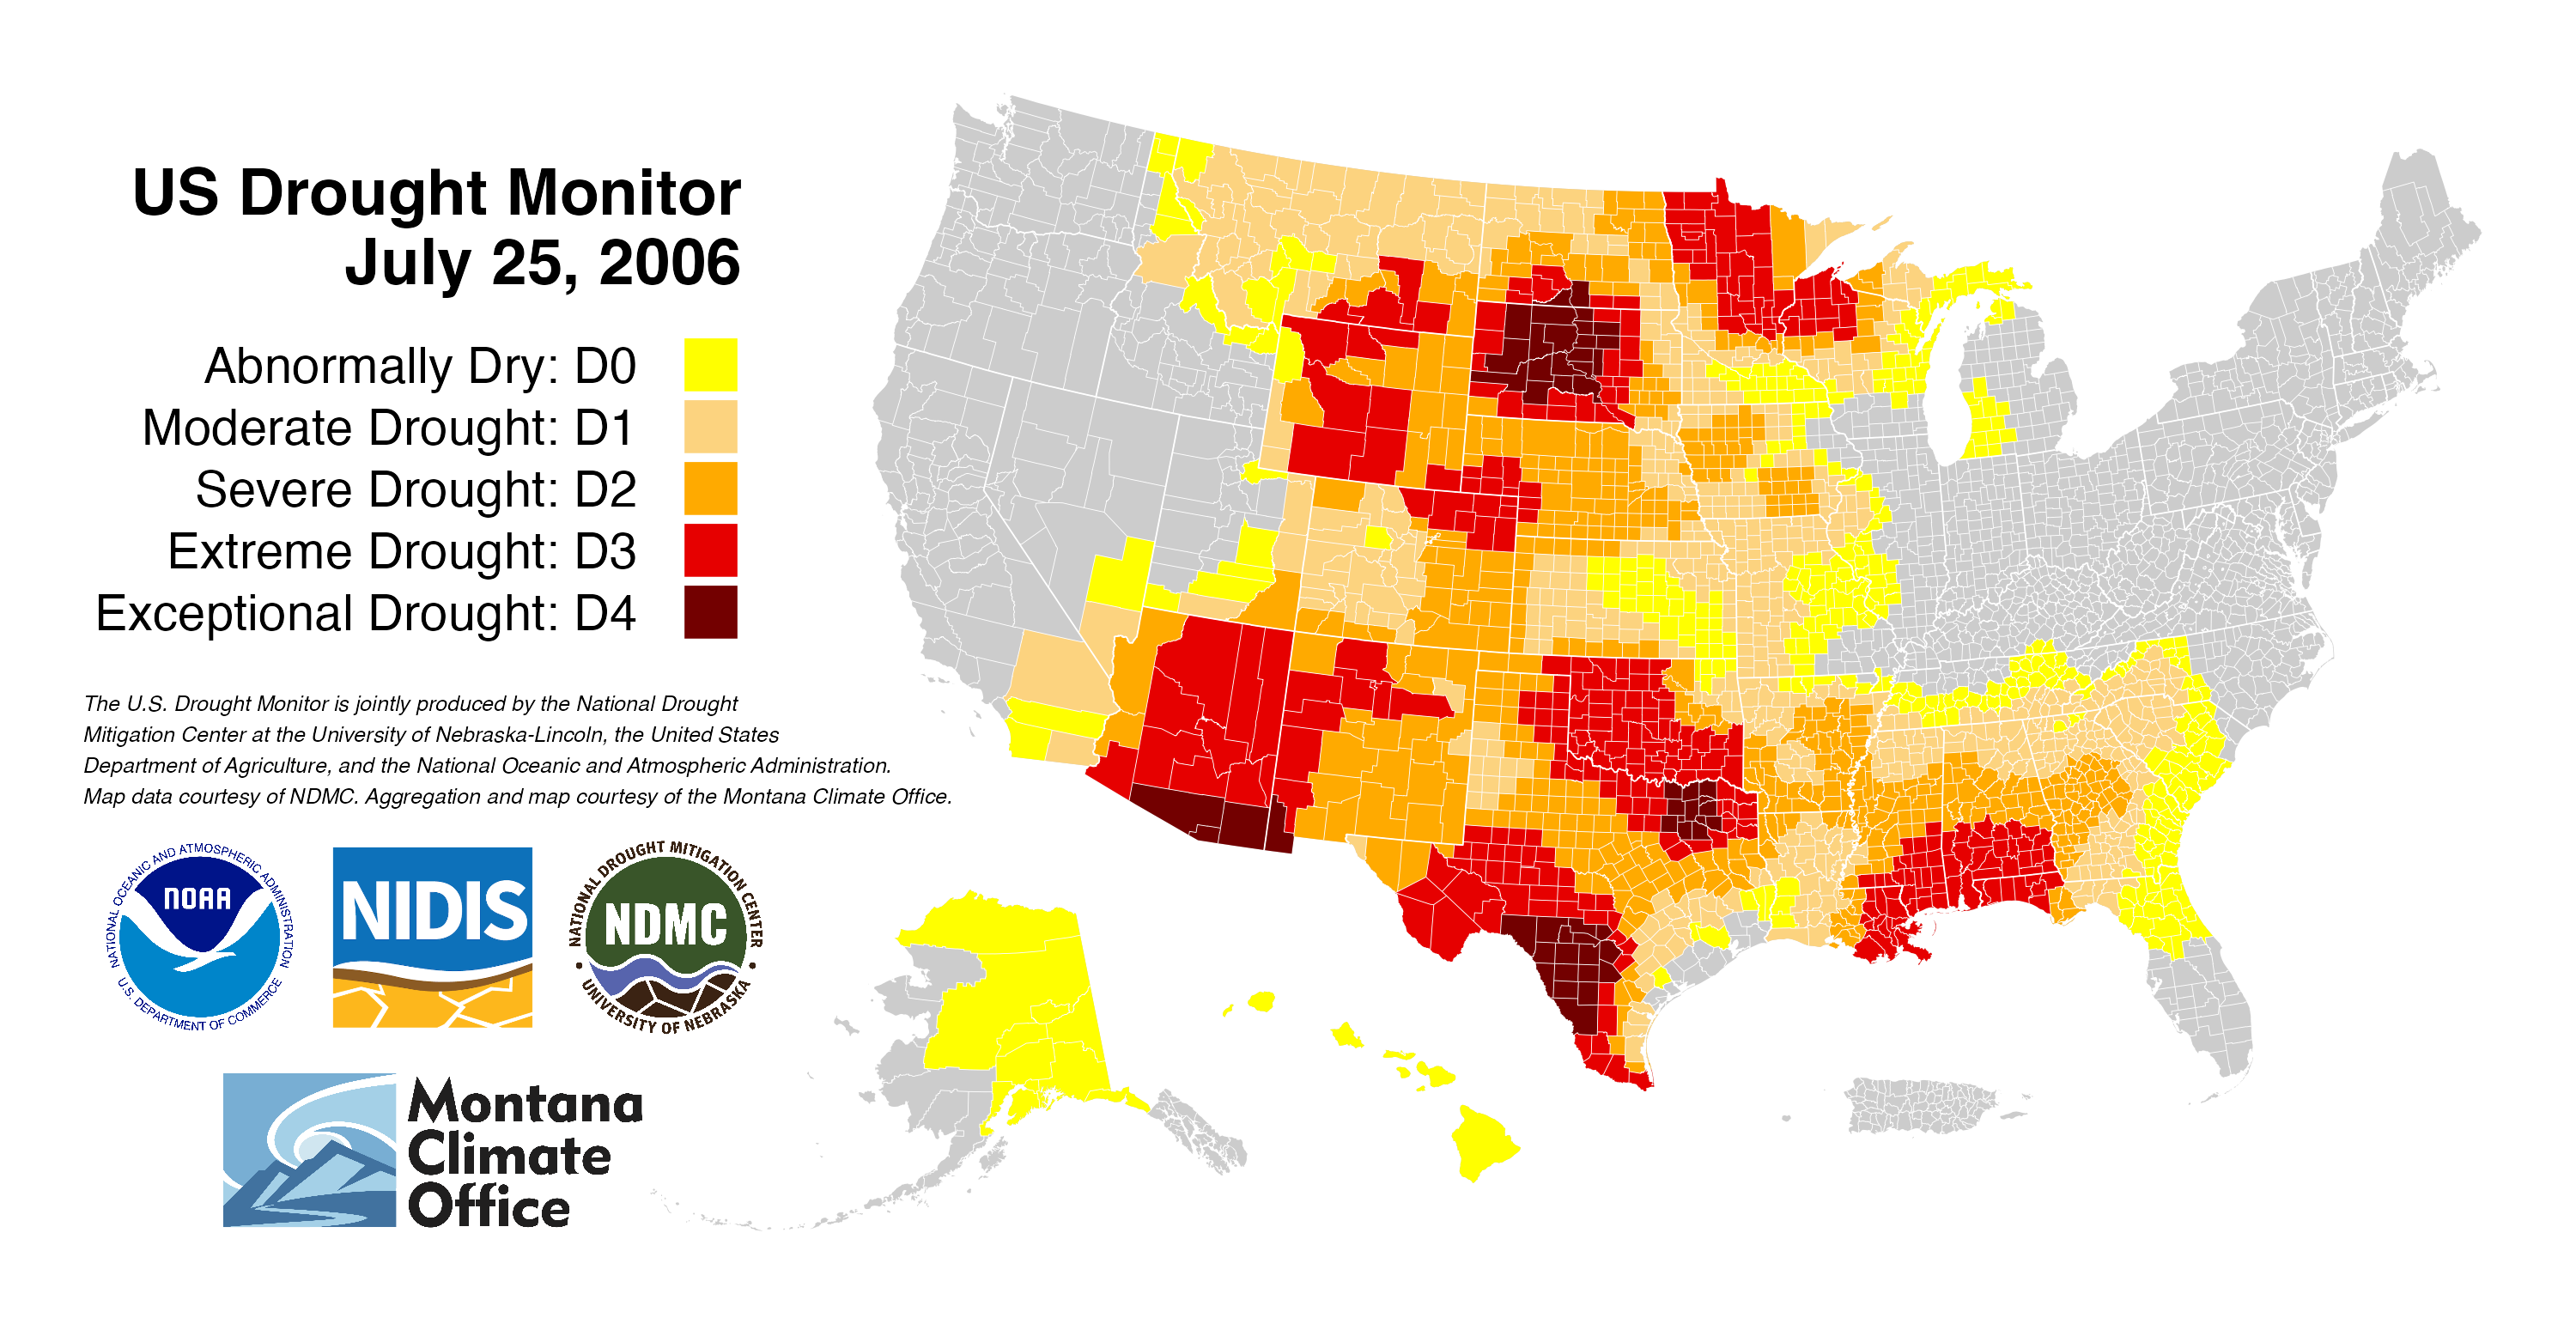 US Drought Monitor
July 25, 2006
Abnormally Dry: D0
Moderate Drought: D1
Severe Drought: D2
Extreme Drought: D3
Exceptional Drought: D4
The U.S. Drought Monitor is jointly produced by the National Drought
Mitigation Center at the University of Nebraska-Lincoln, the United States
Department of Agriculture, and the National Oceanic and Atmospheric Administration.
Map data courtesy of NDMC. Aggregation and map courtesy of the Montana Climate Office.
NATIONAL OCEANIC AND ATMOSPHERIC ADMINISTRATION
NOAA
U.S. DEPARTMENT OF COMMERCE
NIDIS
NATIONAL DROUGHT MITIGATION CENTER
NDMC
UNIVERSITY OF NEBRASKA
Montana
Climate
Office